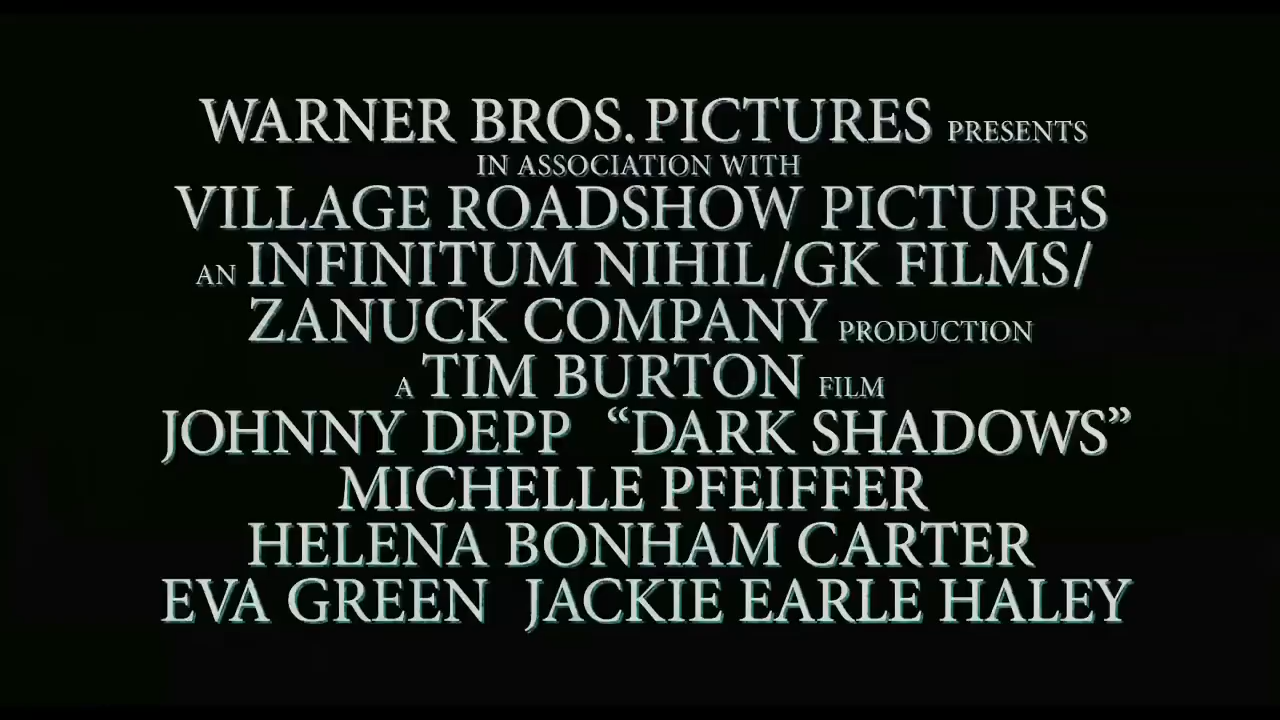 WARNER BROS. PICTURES PRESENTS
IN ASSOCIATION WITH
VILLAGE ROADSHOW PICTURES
AN INFINITUM NIHIL/GK FILMS/
ZANUCK COMPANY PRODUCTION
A TIM BURTON FILM
JOHNNY DEPP “DARK SHADOWS”
MICHELLE PFEIFFER
HELENA BONHAM CARTER
EVA GREEN JACKIE EARLE HALEY